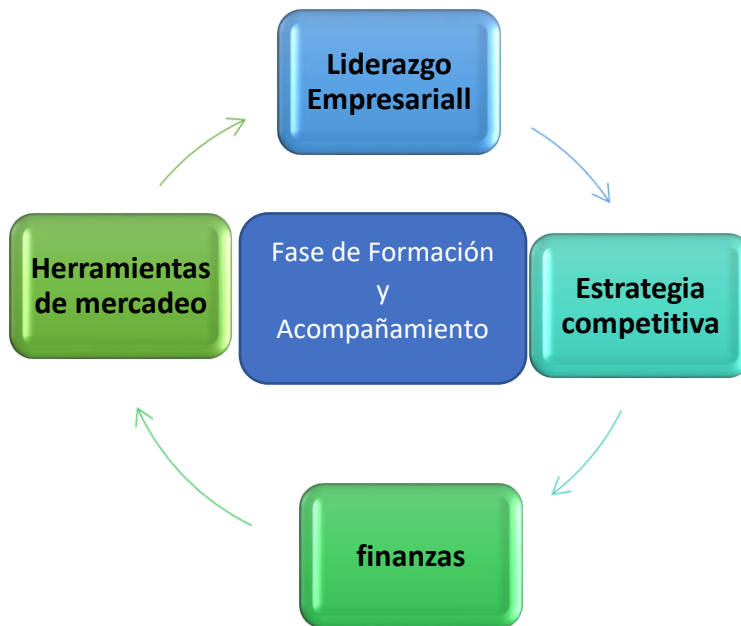 Liderazgo
Empresariall
Herramientas
de mercadeo
Fase de Formación
y
Acompañamiento
Estrategia
competitiva
finanzas